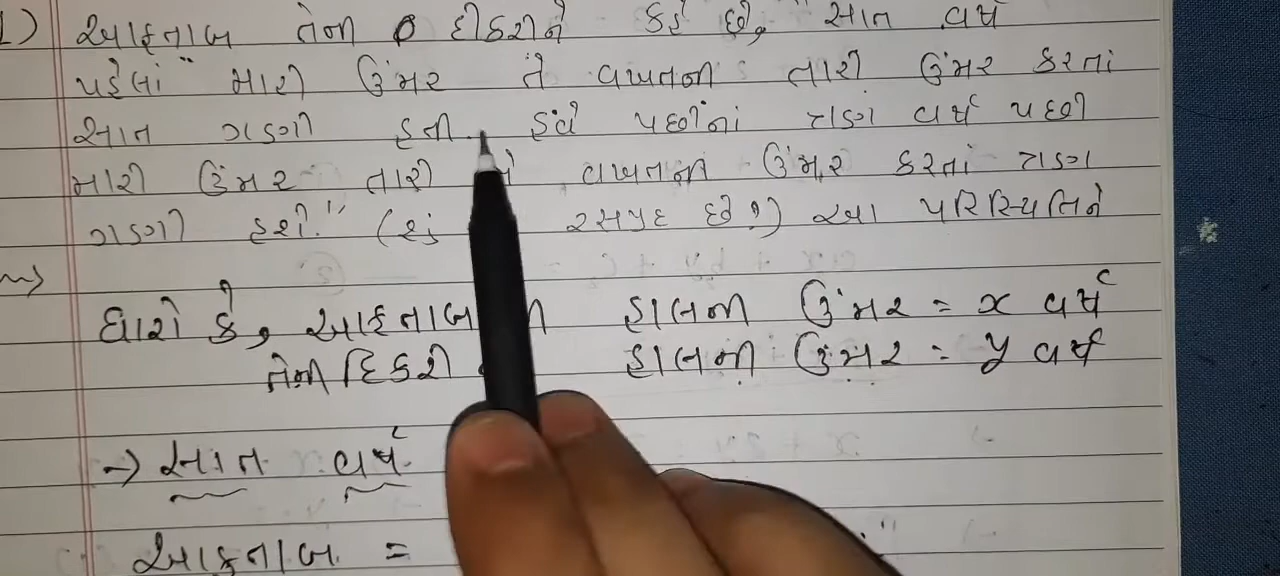 1) આફતાબ તેની દીકરીને કહે છે, "સાત વર્ષ
પહેલાં" મારી ઉંમર તે વખતની તારી ઉંમર કરતાં
સાત ગણી હતી. હવે પછીનાં ત્રણ વર્ષ પછી
મારી ઉંમર તારી વખતની ઉંમર કરતાં ત્રણ
ગણી હશે." (શું રસપ્રદ છે ?) આ પરિસ્થિતિને
ધારો કે, આફતાબ હાલની ઉંમર = x વર્ષ
તેની દિકરી હાલની ઉંમર = y વર્ષ
→ સાત વર્ષ
આફતાબ =